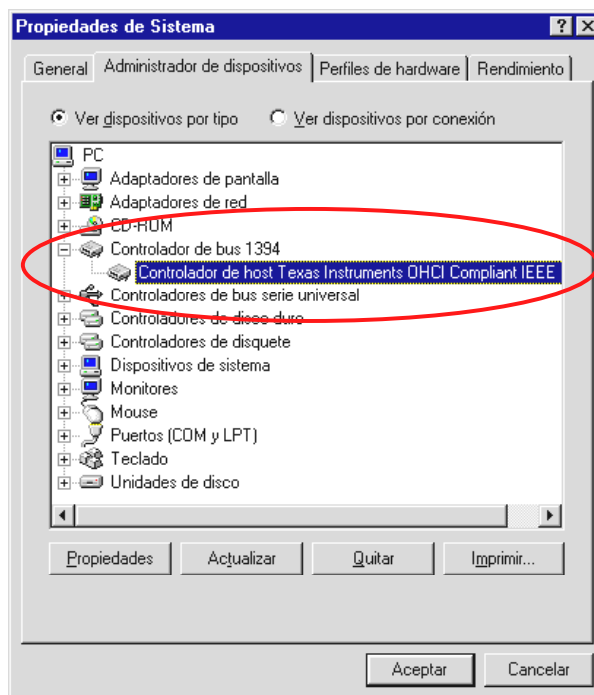 Propiedades de Sistema
General Administrador de dispositivos Perfiles de hardware Rendimiento
Ver dispositivos por tipo Ver dispositivos por conexión
PC
Adaptadores de pantalla
Adaptadores de red
CD-ROM
Controlador de bus 1394
Controlador de host Texas Instruments OHCI Compliant IEEE
Controladores de bus serie universal
Controladores de disco duro
Controladores de disquete
Dispositivos de sistema
Monitores
Mouse
Puertos (COM y LPT)
Teclado
Unidades de disco
Propiedades Actualizar Quitar Imprimir...
Aceptar Cancelar